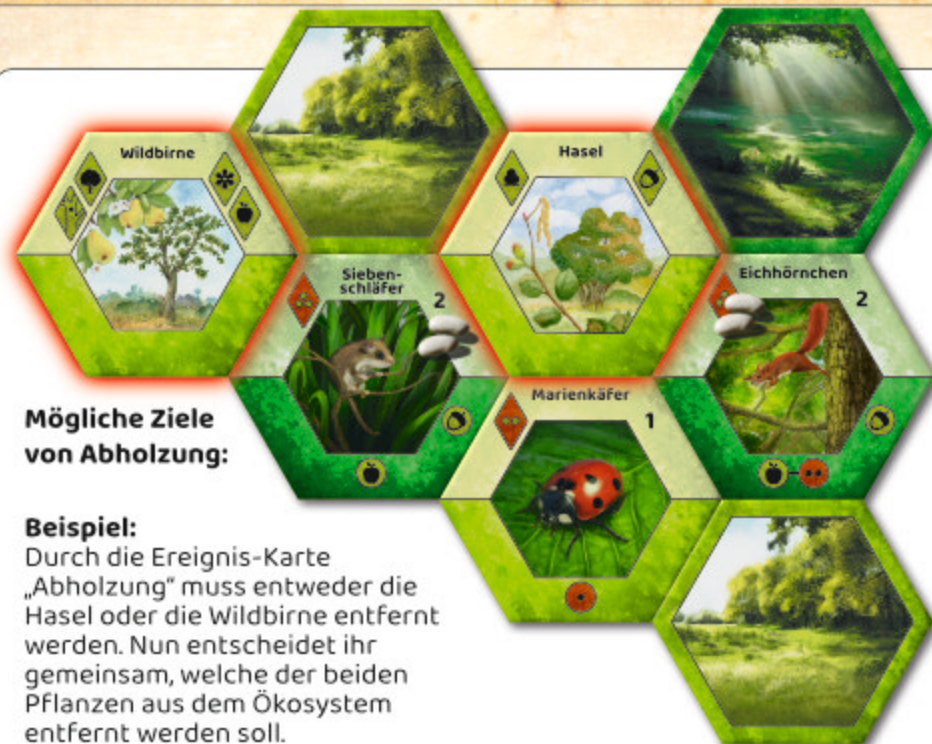 Wildbirne
Hasel
Sieben-
schläfer
2
Eichhörnchen
2
Marienkäfer
1
Mögliche Ziele
von Abholzung:
Beispiel:
Durch die Ereignis-Karte
„Abholzung“ muss entweder die
Hasel oder die Wildbirne entfernt
werden. Nun entscheidet ihr
gemeinsam, welche der beiden
Pflanzen aus dem Ökosystem
entfernt werden soll.